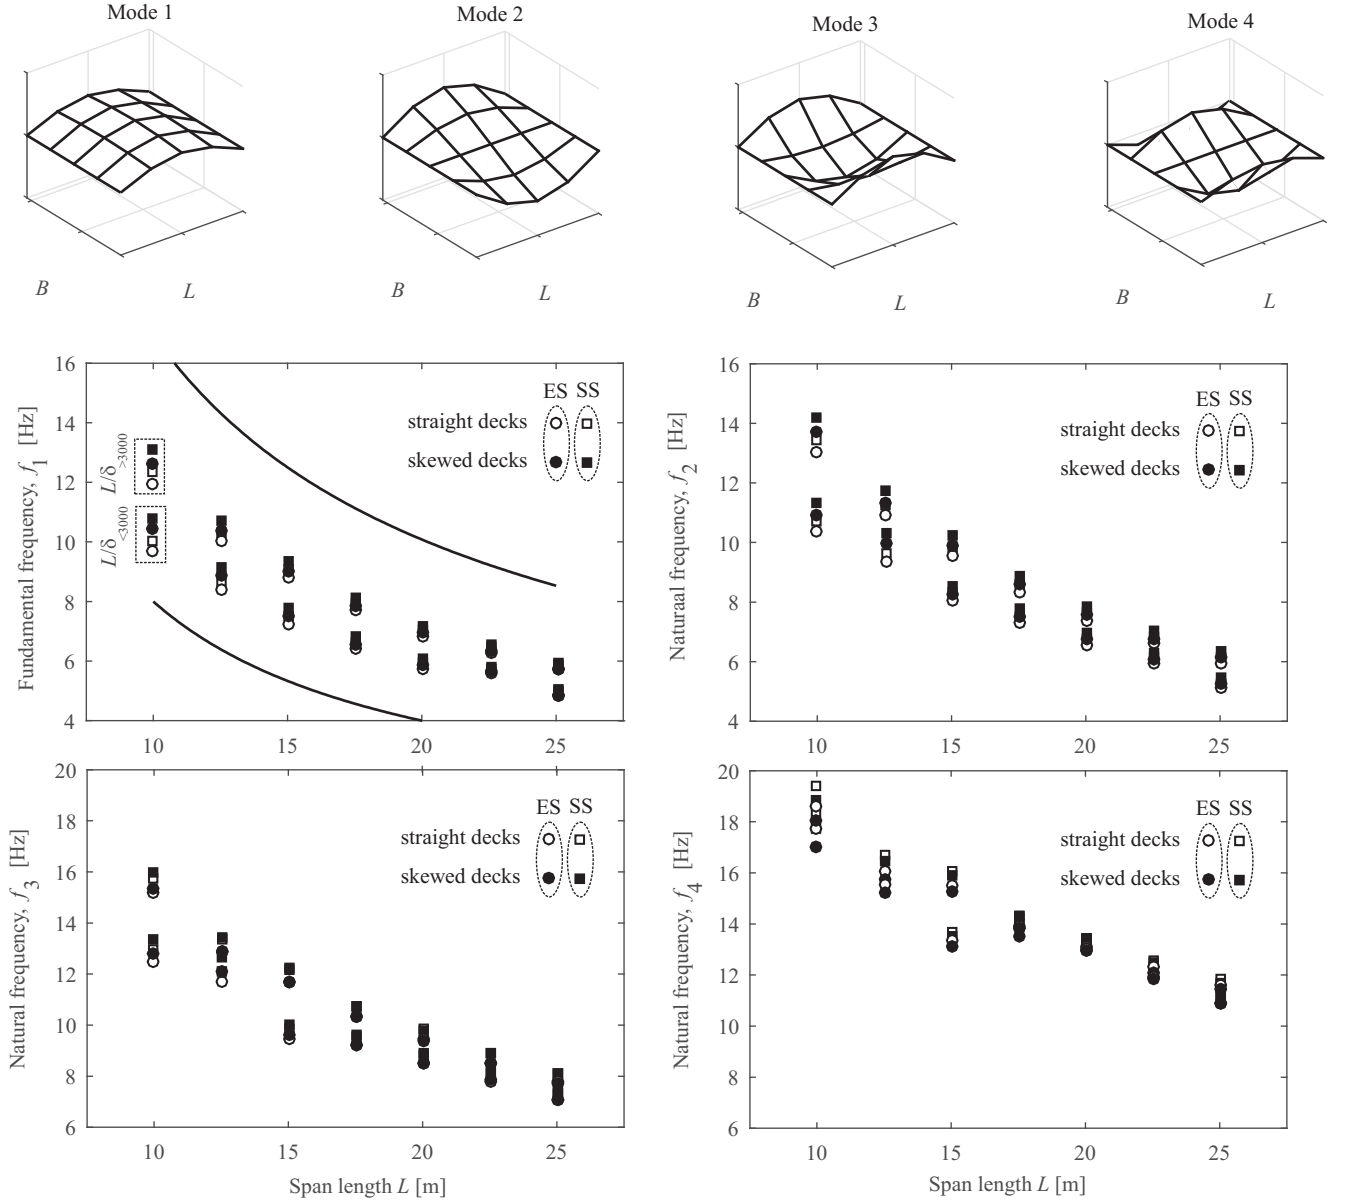 Mode 1
Mode 2
Mode 3
Mode 4
B
L
B
L
B
L
B
L
16
14
12
10
8
6
4
10
15
20
25
Fundamental frequency, f1 [Hz]
L/δ>3000
L/δ<3000
ES SS
straight decks
skewed decks
16
14
12
10
8
6
4
10
15
20
25
Naturaal frequency, f2 [Hz]
ES SS
straight decks
skewed decks
20
18
16
14
12
10
8
6
10
15
20
25
Natural frequency, f3 [Hz]
ES SS
straight decks
skewed decks
Span length L [m]
20
18
16
14
12
10
8
6
10
15
20
25
Natural frequency, f4 [Hz]
ES SS
straight decks
skewed decks
Span length L [m]